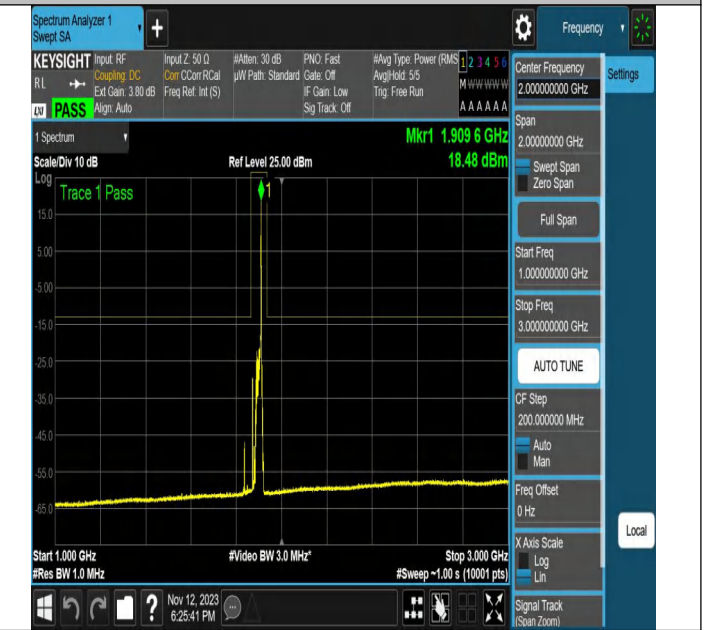 Spectrum Analyzer 1
Swept SA
+
Frequency
KEYSIGHT
RL
PASS
Input: RF
Coupling: DC
Ext Gain: 3.80 dB
Align: Auto
Input Z: 50 Ω
Corr CCorr RCal
Freq Ref: Int (S)
#Atten: 30 dB
µW Path: Standard
PNO: Fast
Gate: Off
IF Gain: Low
Sig Track: Off
#Avg Type: Power (RMS
Avg|Hold: 5/5
Trig: Free Run
1 2 3 4 5 6
M W W W W W
A A A A A A
1 Spectrum
Scale/Div 10 dB
Log
Ref Level 25.00 dBm
Mkr1 1.909 6 GHz
18.48 dBm
Trace 1 Pass
1
15.0
5.00
-5.00
-15.0
-25.0
-35.0
-45.0
-55.0
-65.0
Start 1.000 GHz
#Res BW 1.0 MHz
#Video BW 3.0 MHz*
Stop 3.000 GHz
#Sweep ~1.00 s (10001 pts)
Center Frequency
2.000000000 GHz
Settings
Span
2.00000000 GHz
Swept Span
Zero Span
Full Span
Start Freq
1.000000000 GHz
Stop Freq
3.000000000 GHz
AUTO TUNE
CF Step
200.000000 MHz
Auto
Man
Freq Offset
0 Hz
X Axis Scale
Log
Lin
Signal Track
(Span Zoom)
Local
?
Nov 12, 2023
6:25:41 PM